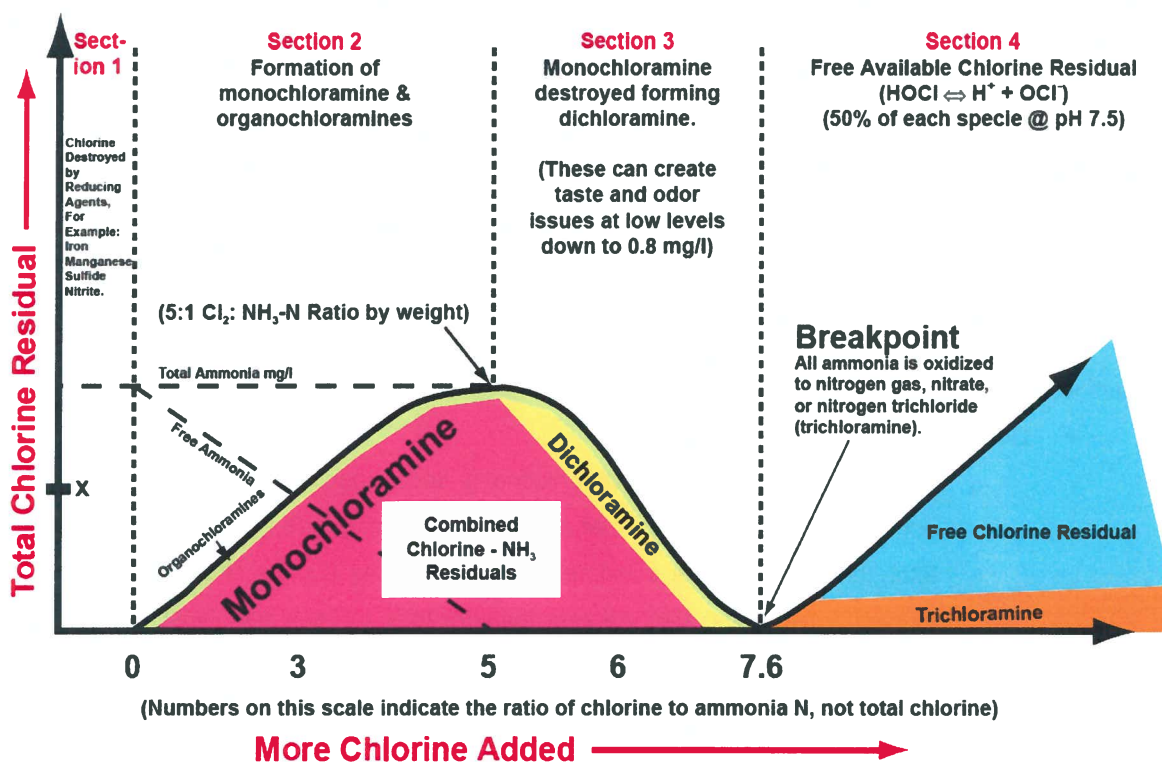 Sect-
ion 1
Chlorine
Destroyed
by
Reducing
Agents,
For
Example:
Iron
Manganese
Sulfide
Nitrite.
Section 2
Formation of
monochloramine &
organochloramines
Section 3
Monochloramine
destroyed forming
dichloramine.
(These can create
taste and odor
issues at low levels
down to 0.8 mg/l)
Section 4
Free Available Chlorine Residual
(HOCl ⇔ H⁺ + OCl⁻)
(50% of each specie @ pH 7.5)
(5:1 Cl₂: NH₃-N Ratio by weight)
Breakpoint
All ammonia is oxidized
to nitrogen gas, nitrate,
or nitrogen trichloride
(trichloramine).
Total Ammonia mg/l
Free Ammonia
Organochloramines
Monochloramine
Dichloramine
Combined
Chlorine - NH₃
Residuals
Free Chlorine Residual
Trichloramine
Total Chlorine Residual
X
0 3 5 6 7.6
(Numbers on this scale indicate the ratio of chlorine to ammonia N, not total chlorine)
More Chlorine Added